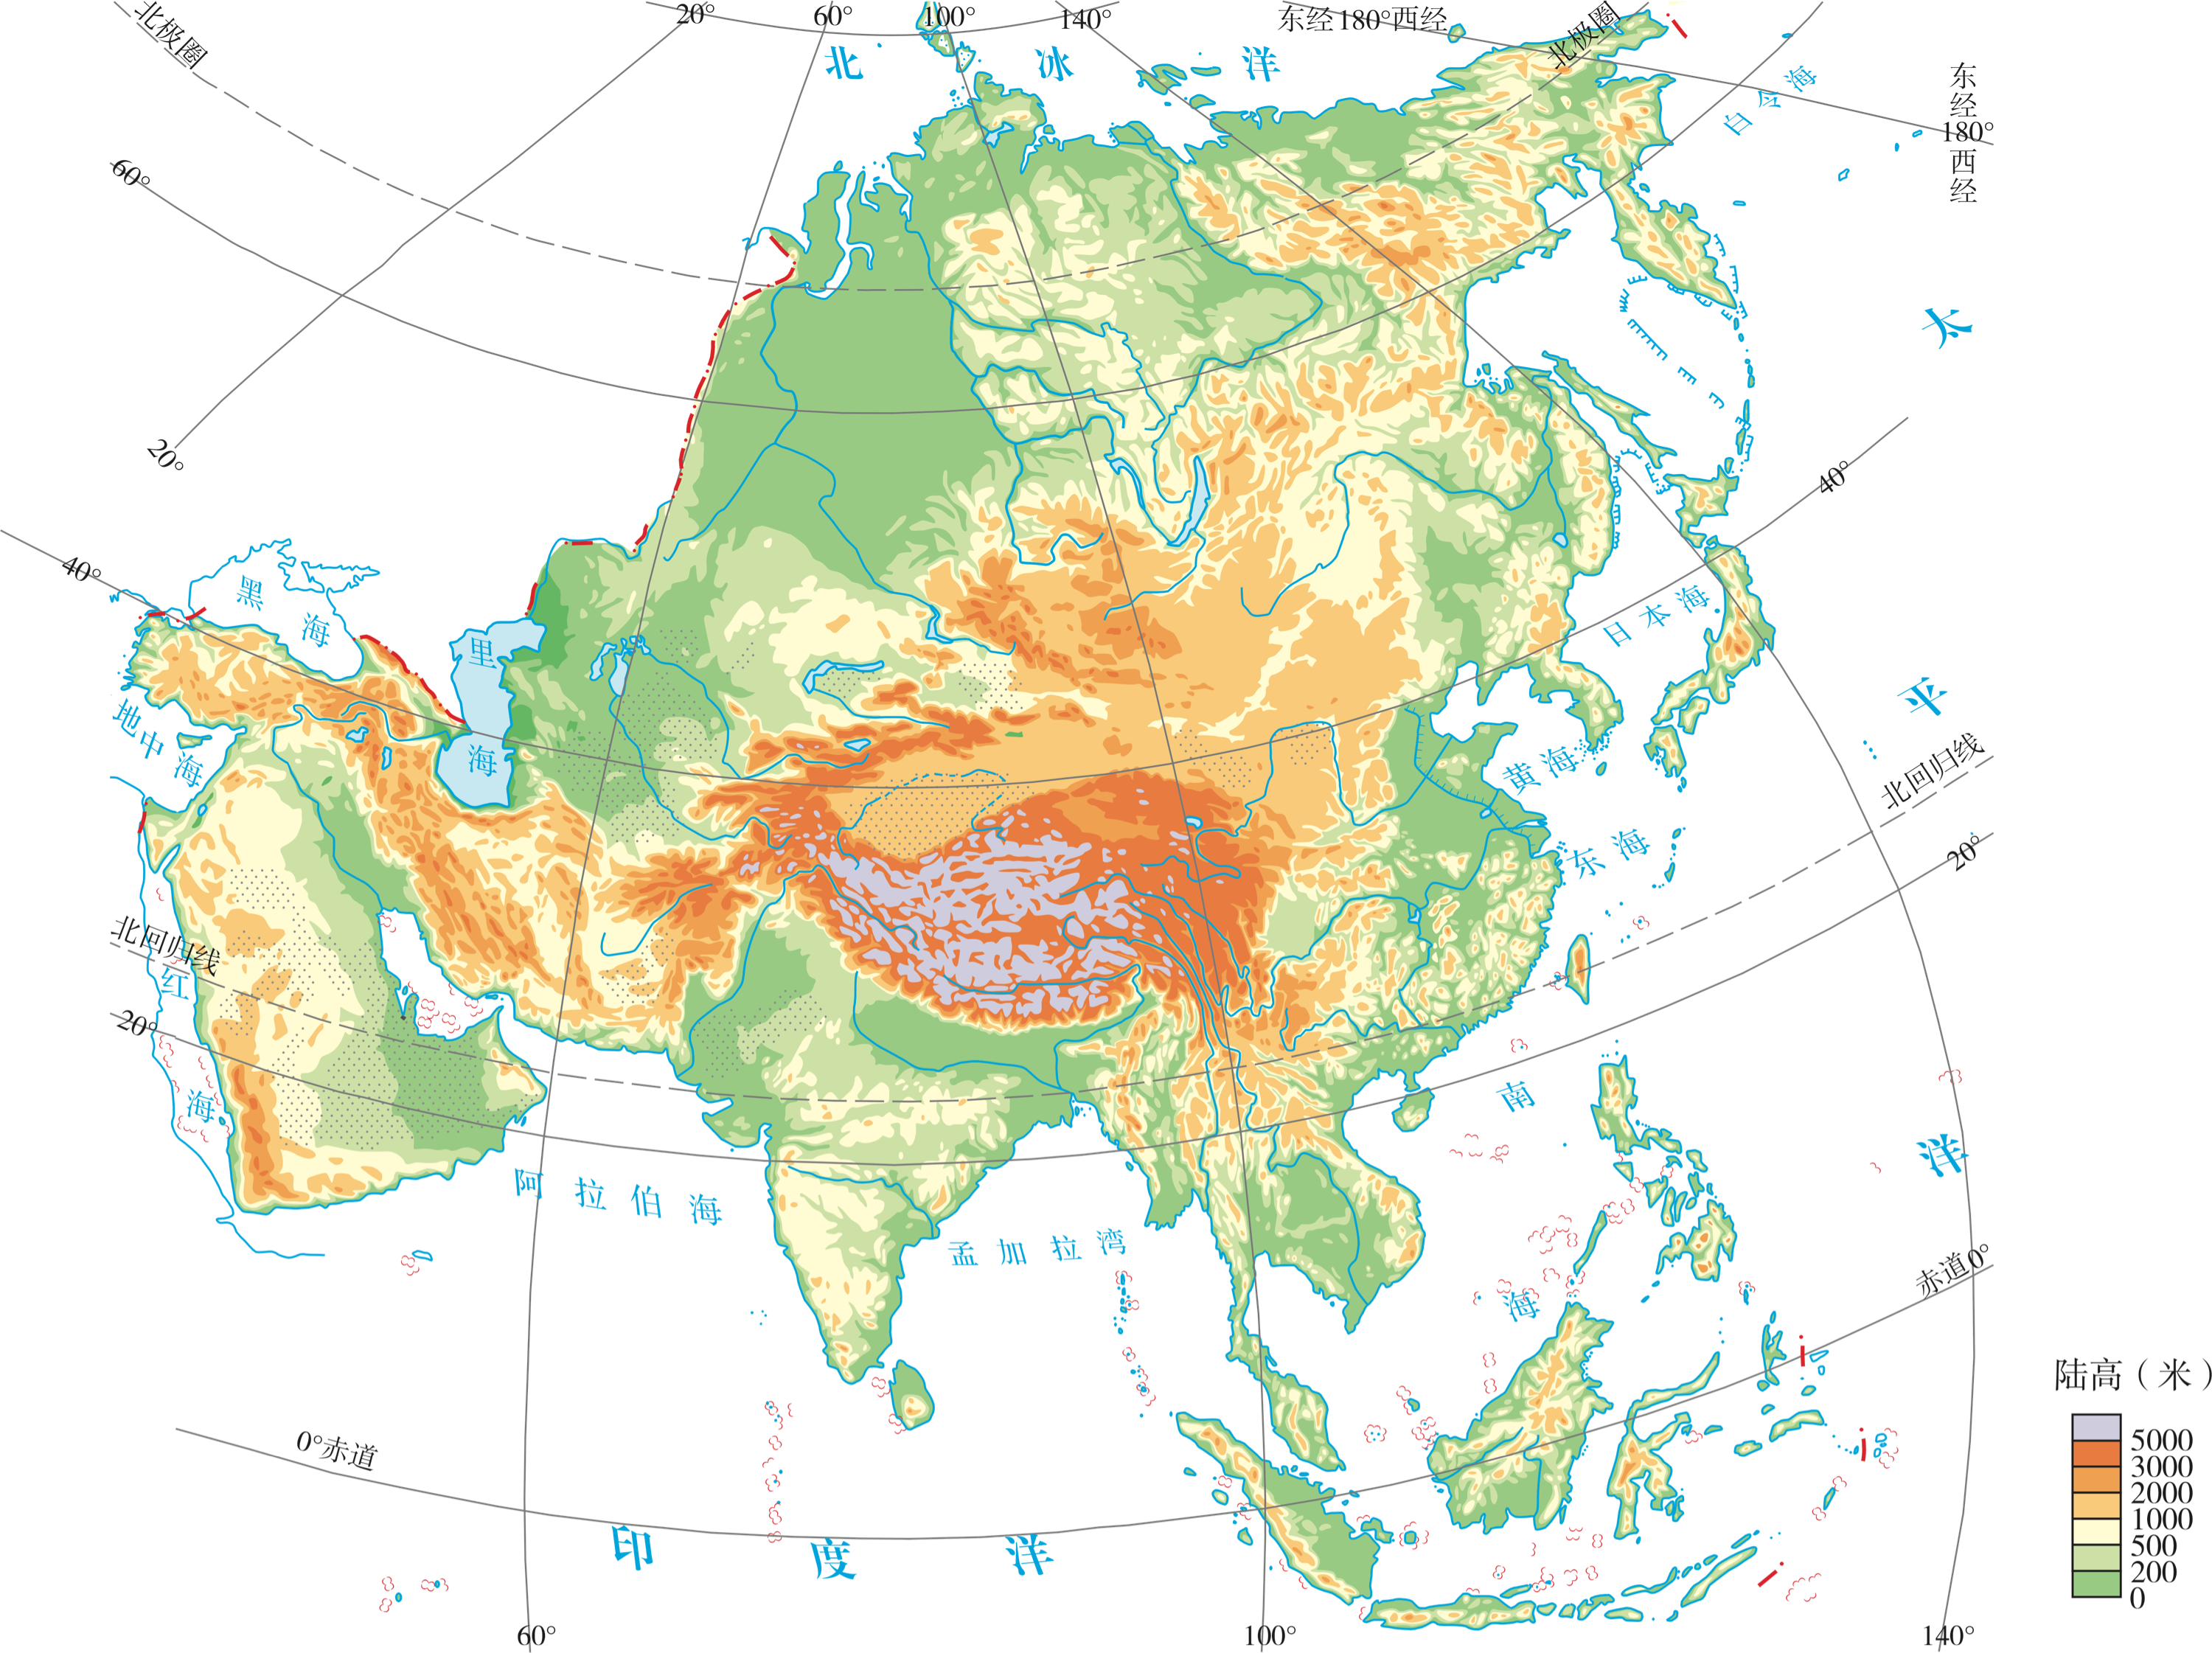 北极圈
20°
60°
100°
140°
东经180°西经
北极圈
北冰洋
白令海
东经
180°
西经
60°
20°
40°
黑海
里海
地中海
太平洋
40°
日本海
黄海
东海
北回归线
20°
北回归线
红海
20°
阿拉伯海
孟加拉湾
南海
赤道0°
0°赤道
印度洋
60°
100°
140°
陆高（米）
5000
3000
2000
1000
500
200
0